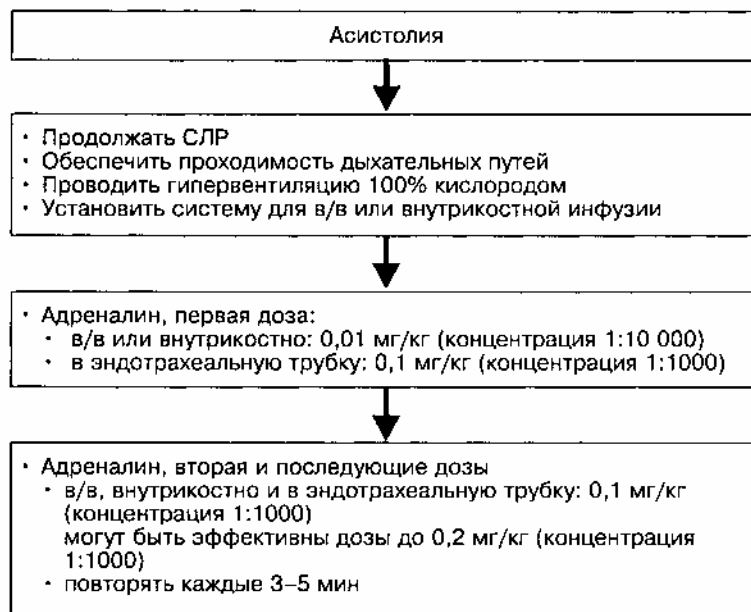 Асистолия
· Продолжать СЛР
· Обеспечить проходимость дыхательных путей
· Проводить гипервентиляцию 100% кислородом
· Установить систему для в/в или внутрикостной инфузии
· Адреналин, первая доза:
· в/в или внутрикостно: 0,01 мг/кг (концентрация 1:10 000)
· в эндотрахеальную трубку: 0,1 мг/кг (концентрация 1:1000)
· Адреналин, вторая и последующие дозы
· в/в, внутрикостно и в эндотрахеальную трубку: 0,1 мг/кг
(концентрация 1:1000)
могут быть эффективны дозы до 0,2 мг/кг (концентрация
1:1000)
· повторять каждые 3–5 мин